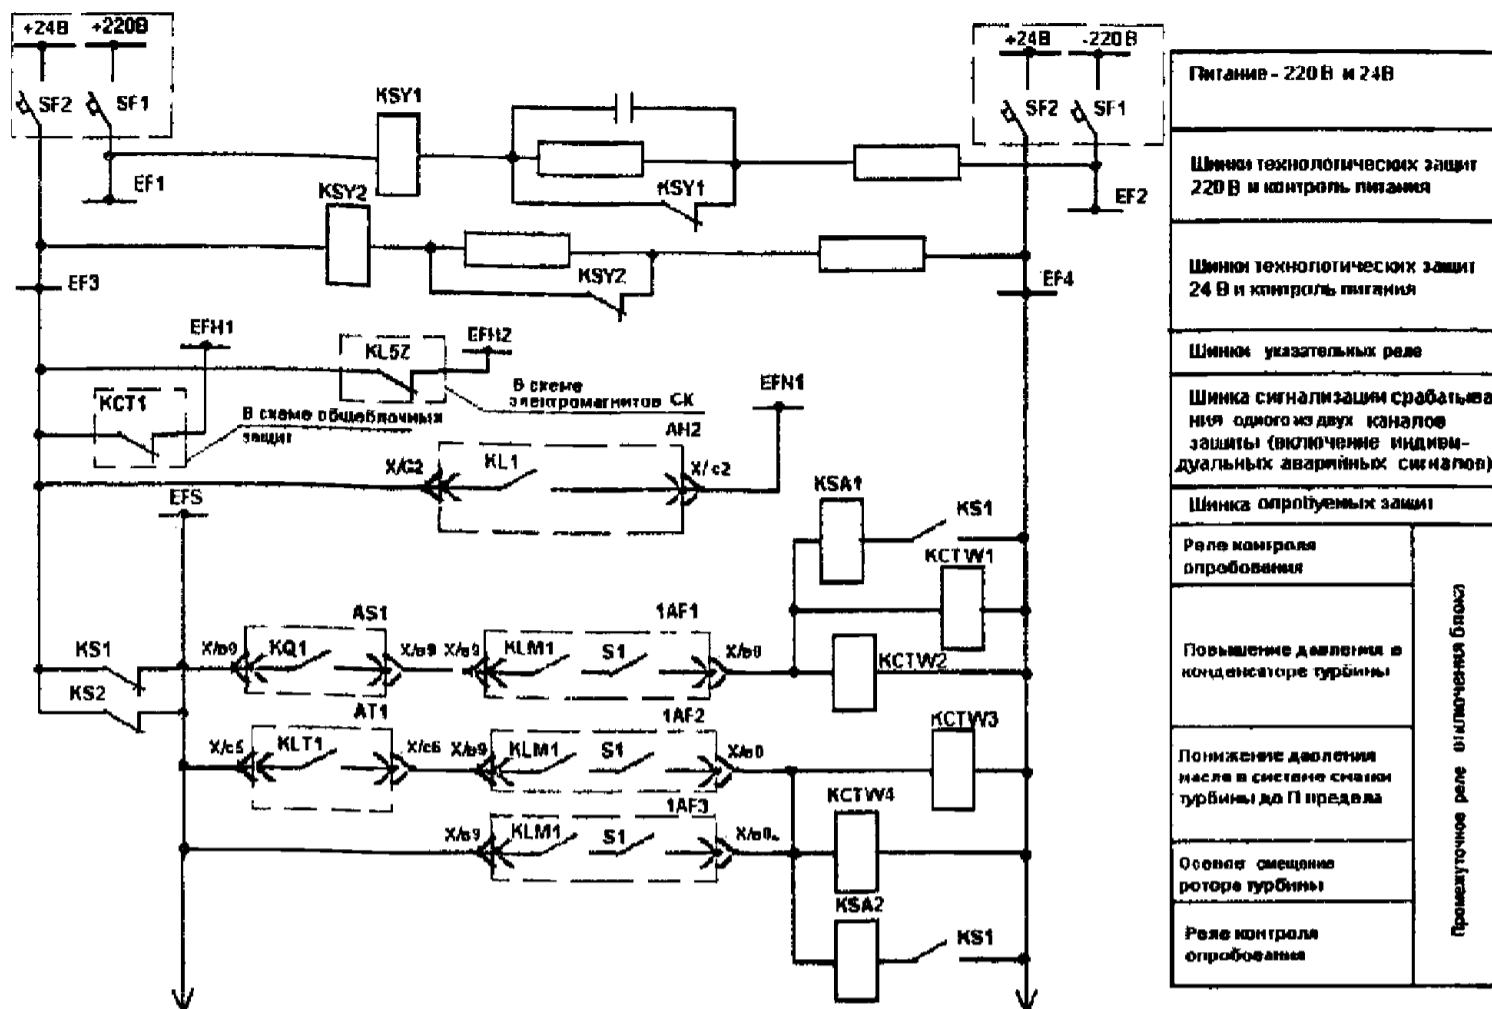 +24В +220В
SF2 SF1
EF1
KSY1
KSY1
+24В -220В
SF2 SF1
EF2
KSY2
KSY2
EF3
EF4
EFH1
KL5Z
EFH2
В схеме
электромагнитов СК
KCT1
В схеме общеблочных
защит
EFN1
AH2
X/C2 KL1 X/c2
EFS
KSA1 KS1
KCTW1
AS1 1AF1
KS1 X/в9 KQ1 X/в9 X/в9 KLM1 S1 X/в0 KCTW2
KS2
AT1 1AF2 KCTW3
X/c5 KLT1 X/c6 X/в9 KLM1 S1 X/в0
KCTW4
1AF3
X/в9 KLM1 S1 X/в0
KSA2 KS1
Питание - 220 В и 24В
Шинки технологических защит
220 В и контроль питания
Шинки технологических защит
24 В и контроль питания
Шинки указательных реле
Шинка сигнализации срабатыва
ния одного из двух каналов
защиты (включение индиви-
дуальных аварийных сигналов)
Шинка опробуемых защит
Реле контроля
опробования
Повышение давления в
конденсаторе турбины
Понижение давления
масла в системе смазки
турбины до П предела
Осевое смещение
ротора турбины
Реле контроля
опробования
Промежуточное реле отключения блока